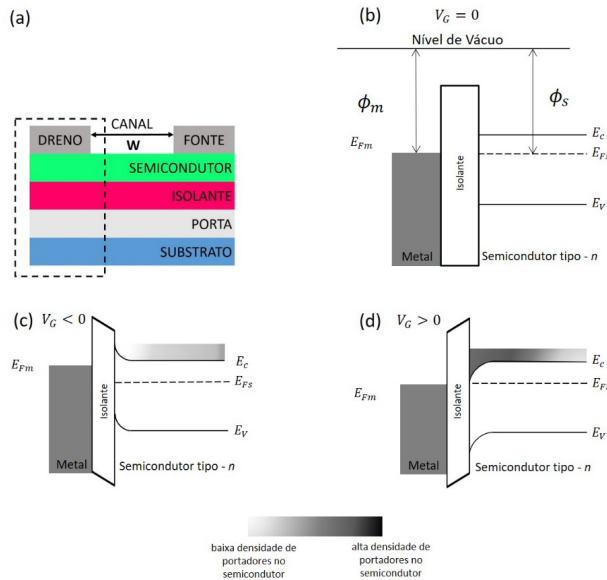 (a)
DRENO
CANAL
W
FONTE
SEMICONDUTOR
ISOLANTE
PORTA
SUBSTRATO
(b)
V_G = 0
Nível de Vácuo
ϕ_m
ϕ_s
E_Fm
E_c
E_Fs
E_V
Isolante
Metal
Semicondutor tipo - n
(c)
V_G < 0
E_Fm
E_c
E_Fs
E_V
Isolante
Metal
Semicondutor tipo - n
(d)
V_G > 0
E_Fm
E_c
E_Fs
E_V
Isolante
Metal
Semicondutor tipo - n
baixa densidade de
portadores no
semicondutor
alta densidade de
portadores no
semicondutor